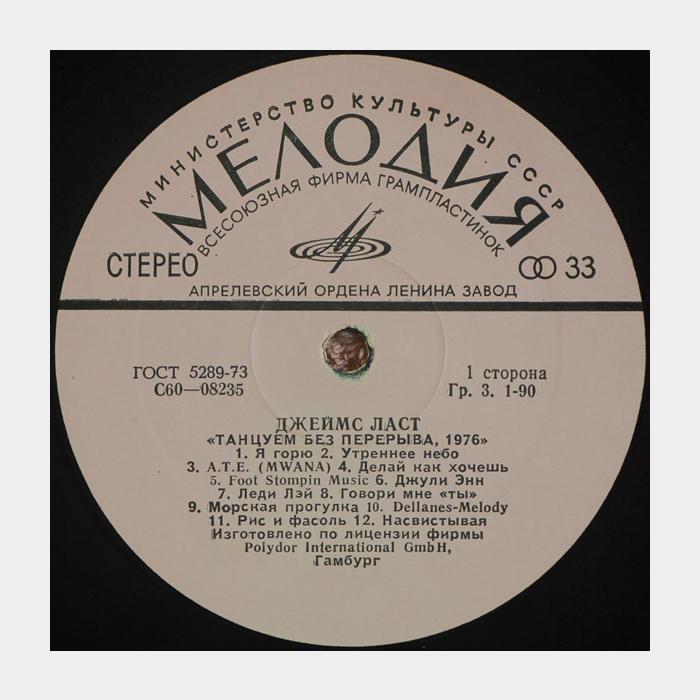 МИНИСТЕРСТВО КУЛЬТУРЫ СССР
МЕЛОДИЯ
ВСЕСОЮЗНАЯ ФИРМА ГРАМПЛАСТИНОК
СТЕРЕО
33
АПРЕЛЕВСКИЙ ОРДЕНА ЛЕНИНА ЗАВОД
ГОСТ 5289-73
С60—08235
1 сторона
Гр. 3. 1-90
ДЖЕЙМС ЛАСТ
«ТАНЦУЕМ БЕЗ ПЕРЕРЫВА, 1976»
1. Я горю 2. Утреннее небо
3. A.T.E. (MWANA) 4. Делай как хочешь
5. Foot Stompin Music 6. Джули Энн
7. Леди Лэй 8. Говори мне «ты»
9. Морская прогулка 10. Dellanes-Melody
11. Рис и фасоль 12. Насвистывая
Изготовлено по лицензии фирмы
Polydor International GmbH,
Гамбург